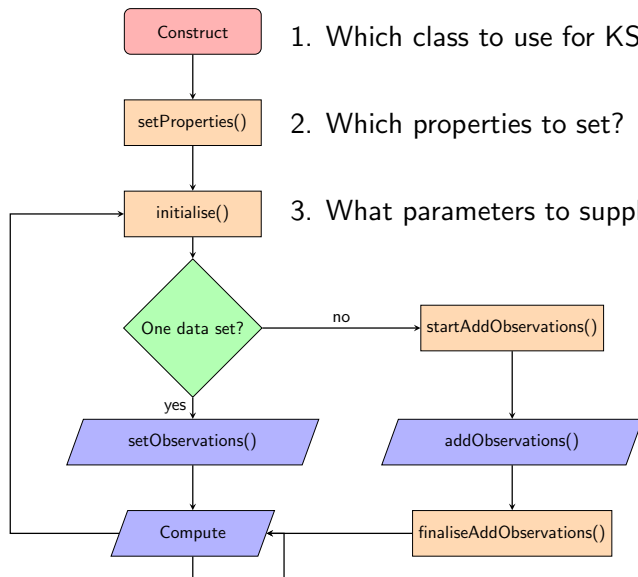 Construct
1. Which class to use for KS
setProperties()
2. Which properties to set?
initialise()
3. What parameters to suppl
One data set?
no
startAddObservations()
yes
setObservations()
addObservations()
Compute
finaliseAddObservations()